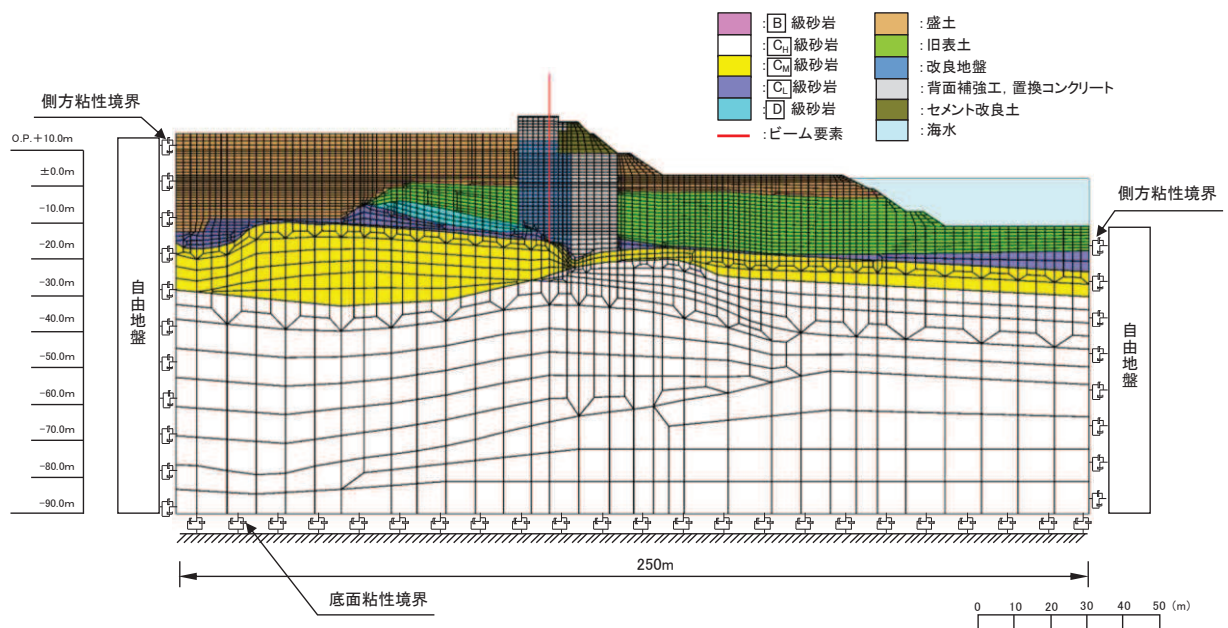 B 級砂岩
CH 級砂岩
CM 級砂岩
CL 級砂岩
D 級砂岩
:ビーム要素
:盛土
:旧表土
:改良地盤
:背面補強工, 置換コンクリート
:セメント改良土
:海水
側方粘性境界
O.P.+10.0m
±0.0m
-10.0m
-20.0m
-30.0m
-40.0m
-50.0m
-60.0m
-70.0m
-80.0m
-90.0m
自由地盤
側方粘性境界
自由地盤
250m
底面粘性境界
0 10 20 30 40 50 (m)